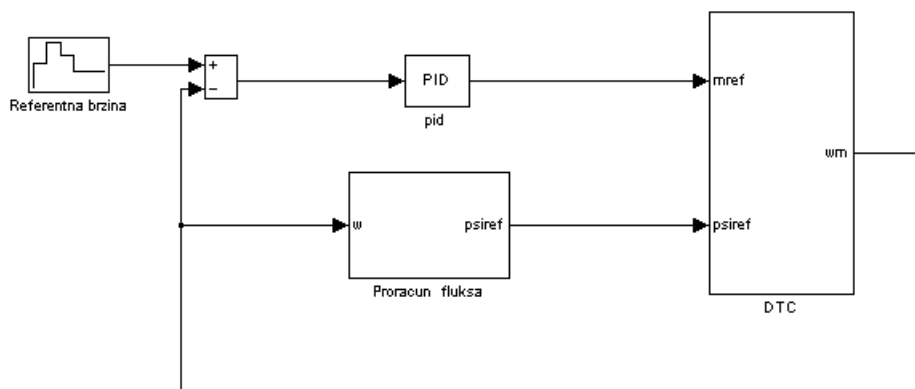 +
−
Referentna brzina
PID
pid
mref
wm
w
psiref
psiref
Proracun fluksa
DTC